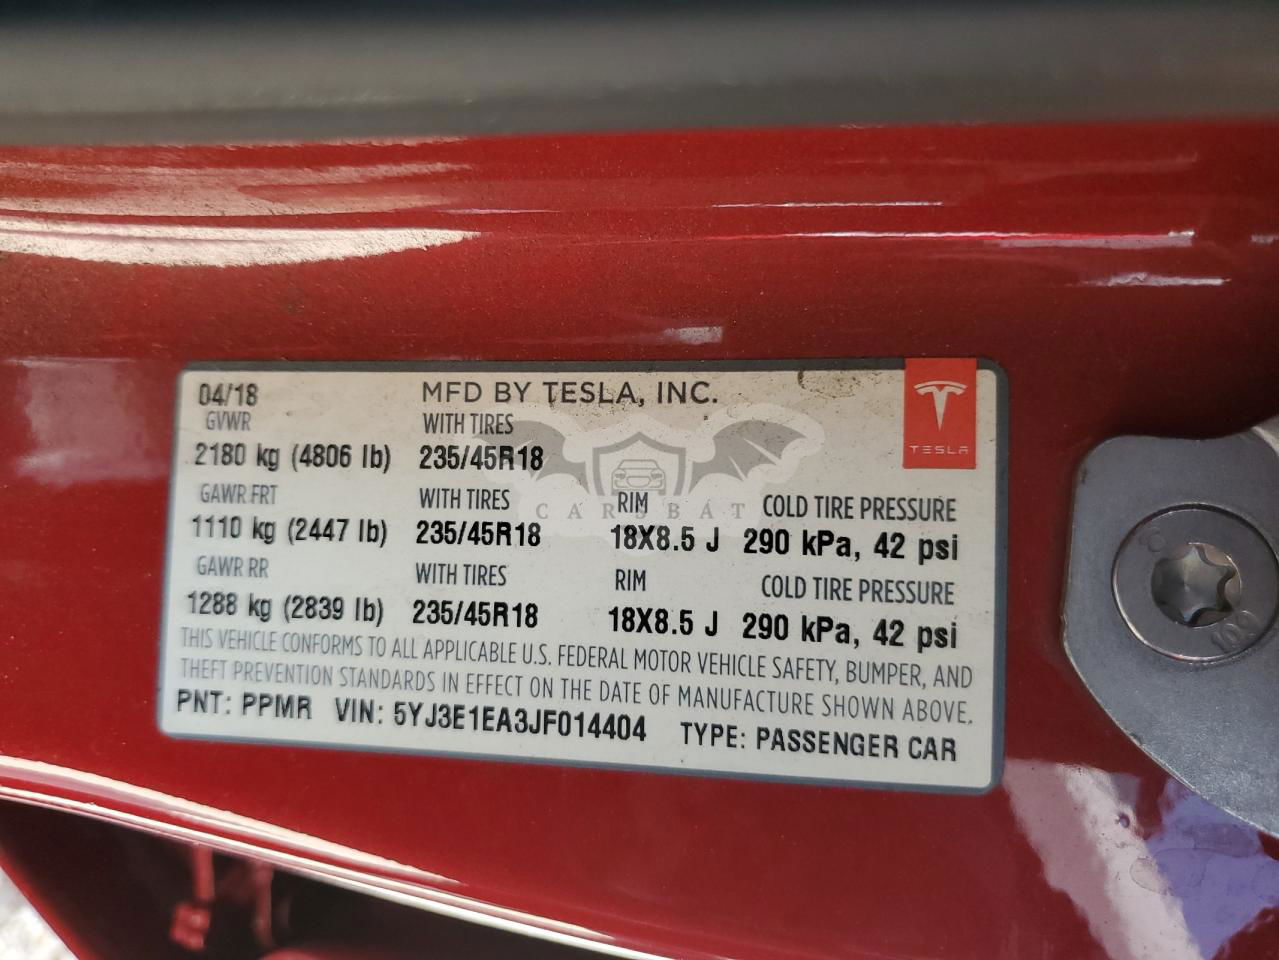 04/18 MFD BY TESLA, INC.
GVWR WITH TIRES
2180 kg (4806 lb) 235/45R18
TESLA
GAWR FRT WITH TIRES RIM COLD TIRE PRESSURE
CARSBAT
1110 kg (2447 lb) 235/45R18 18X8.5 J 290 kPa, 42 psi
GAWR RR WITH TIRES RIM COLD TIRE PRESSURE
1288 kg (2839 lb) 235/45R18 18X8.5 J 290 kPa, 42 psi
THIS VEHICLE CONFORMS TO ALL APPLICABLE U.S. FEDERAL MOTOR VEHICLE SAFETY, BUMPER, AND
THEFT PREVENTION STANDARDS IN EFFECT ON THE DATE OF MANUFACTURE SHOWN ABOVE.
PNT: PPMR VIN: 5YJ3E1EA3JF014404 TYPE: PASSENGER CAR